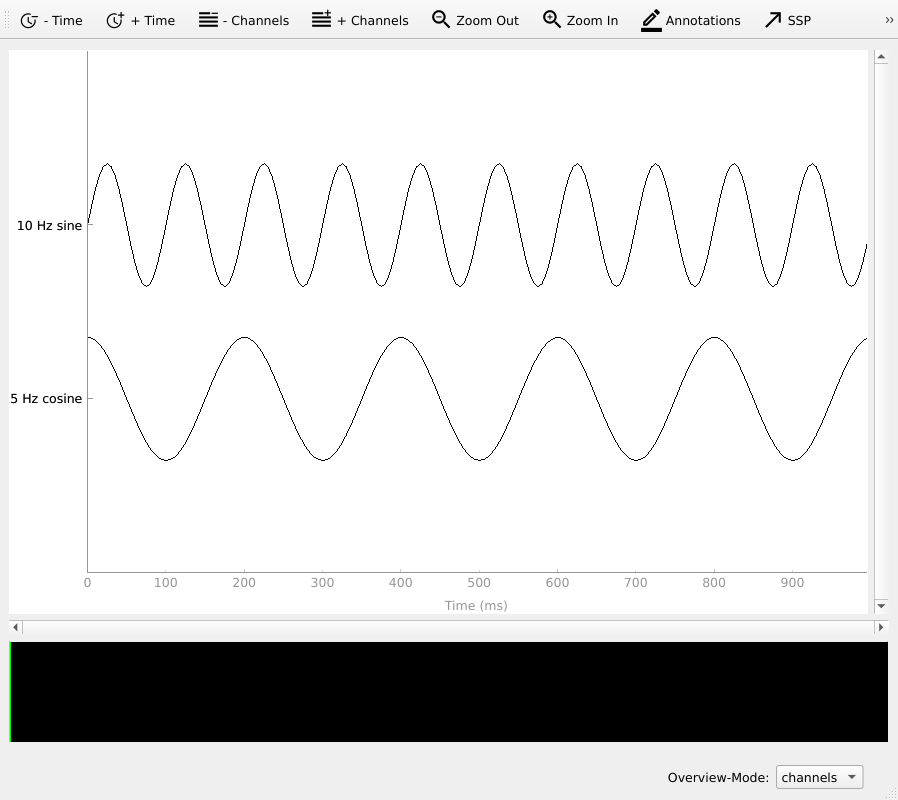 - Time + Time - Channels + Channels Zoom Out Zoom In Annotations SSP »
10 Hz sine
5 Hz cosine
0 100 200 300 400 500 600 700 800 900
Time (ms)
Overview-Mode: channels